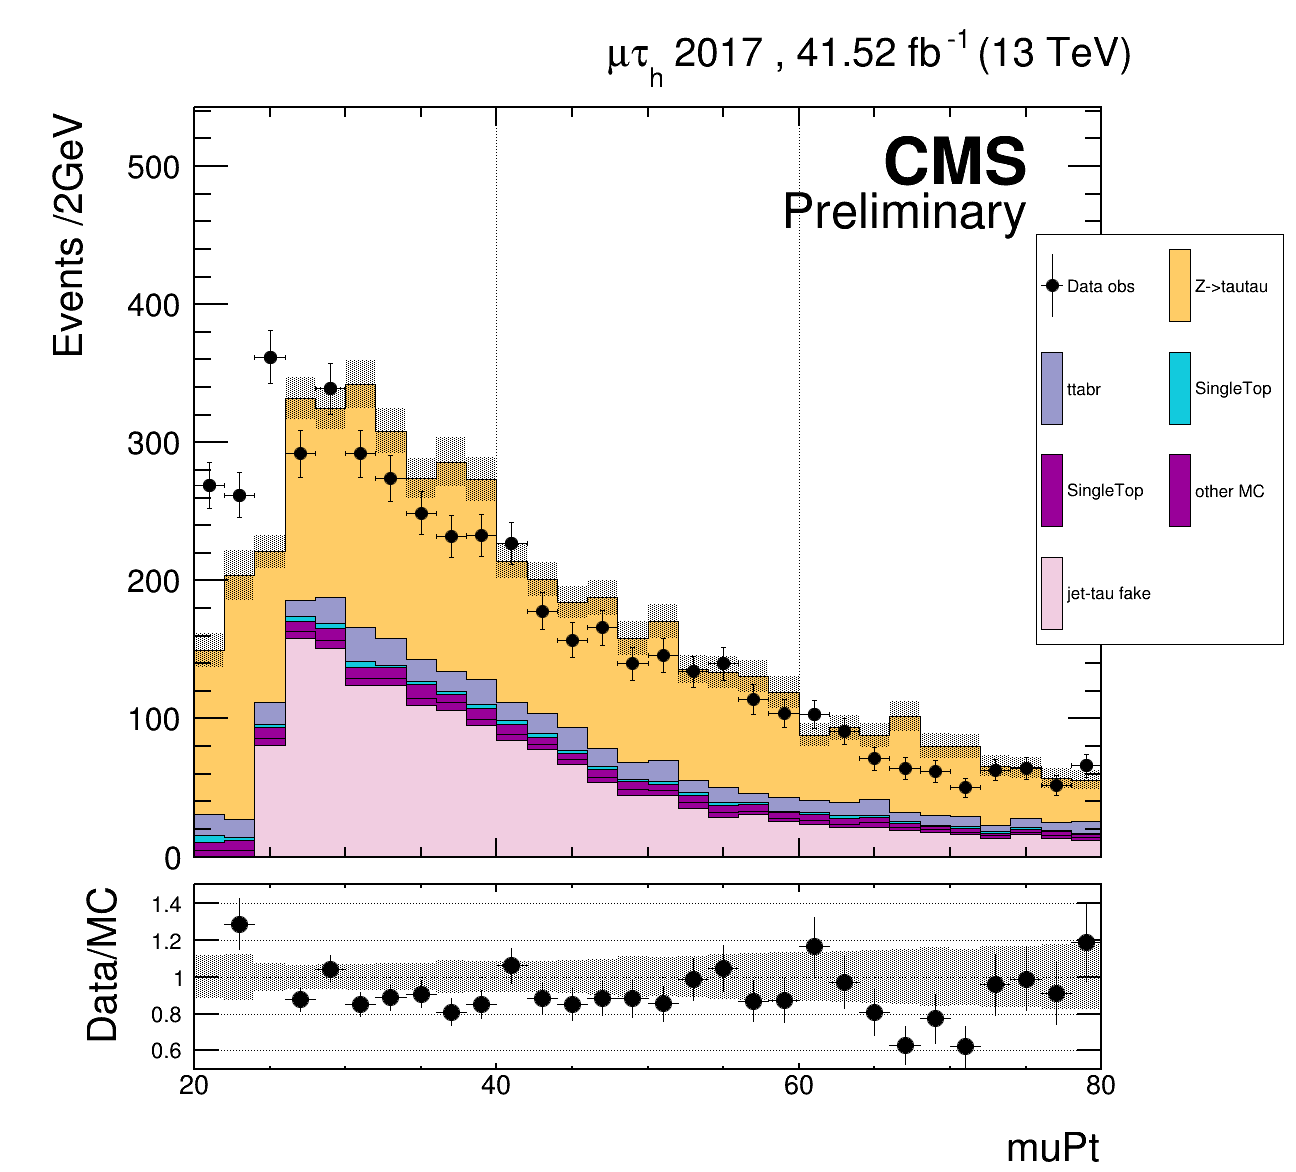 μτh 2017 , 41.52 fb-1 (13 TeV)
Events /2GeV
500
400
300
200
100
0
CMS
Preliminary
Data obs
Z->tautau
ttabr
SingleTop
SingleTop
other MC
jet-tau fake
Data/MC
1.4
1.2
1
0.8
0.6
20 40 60 80
muPt